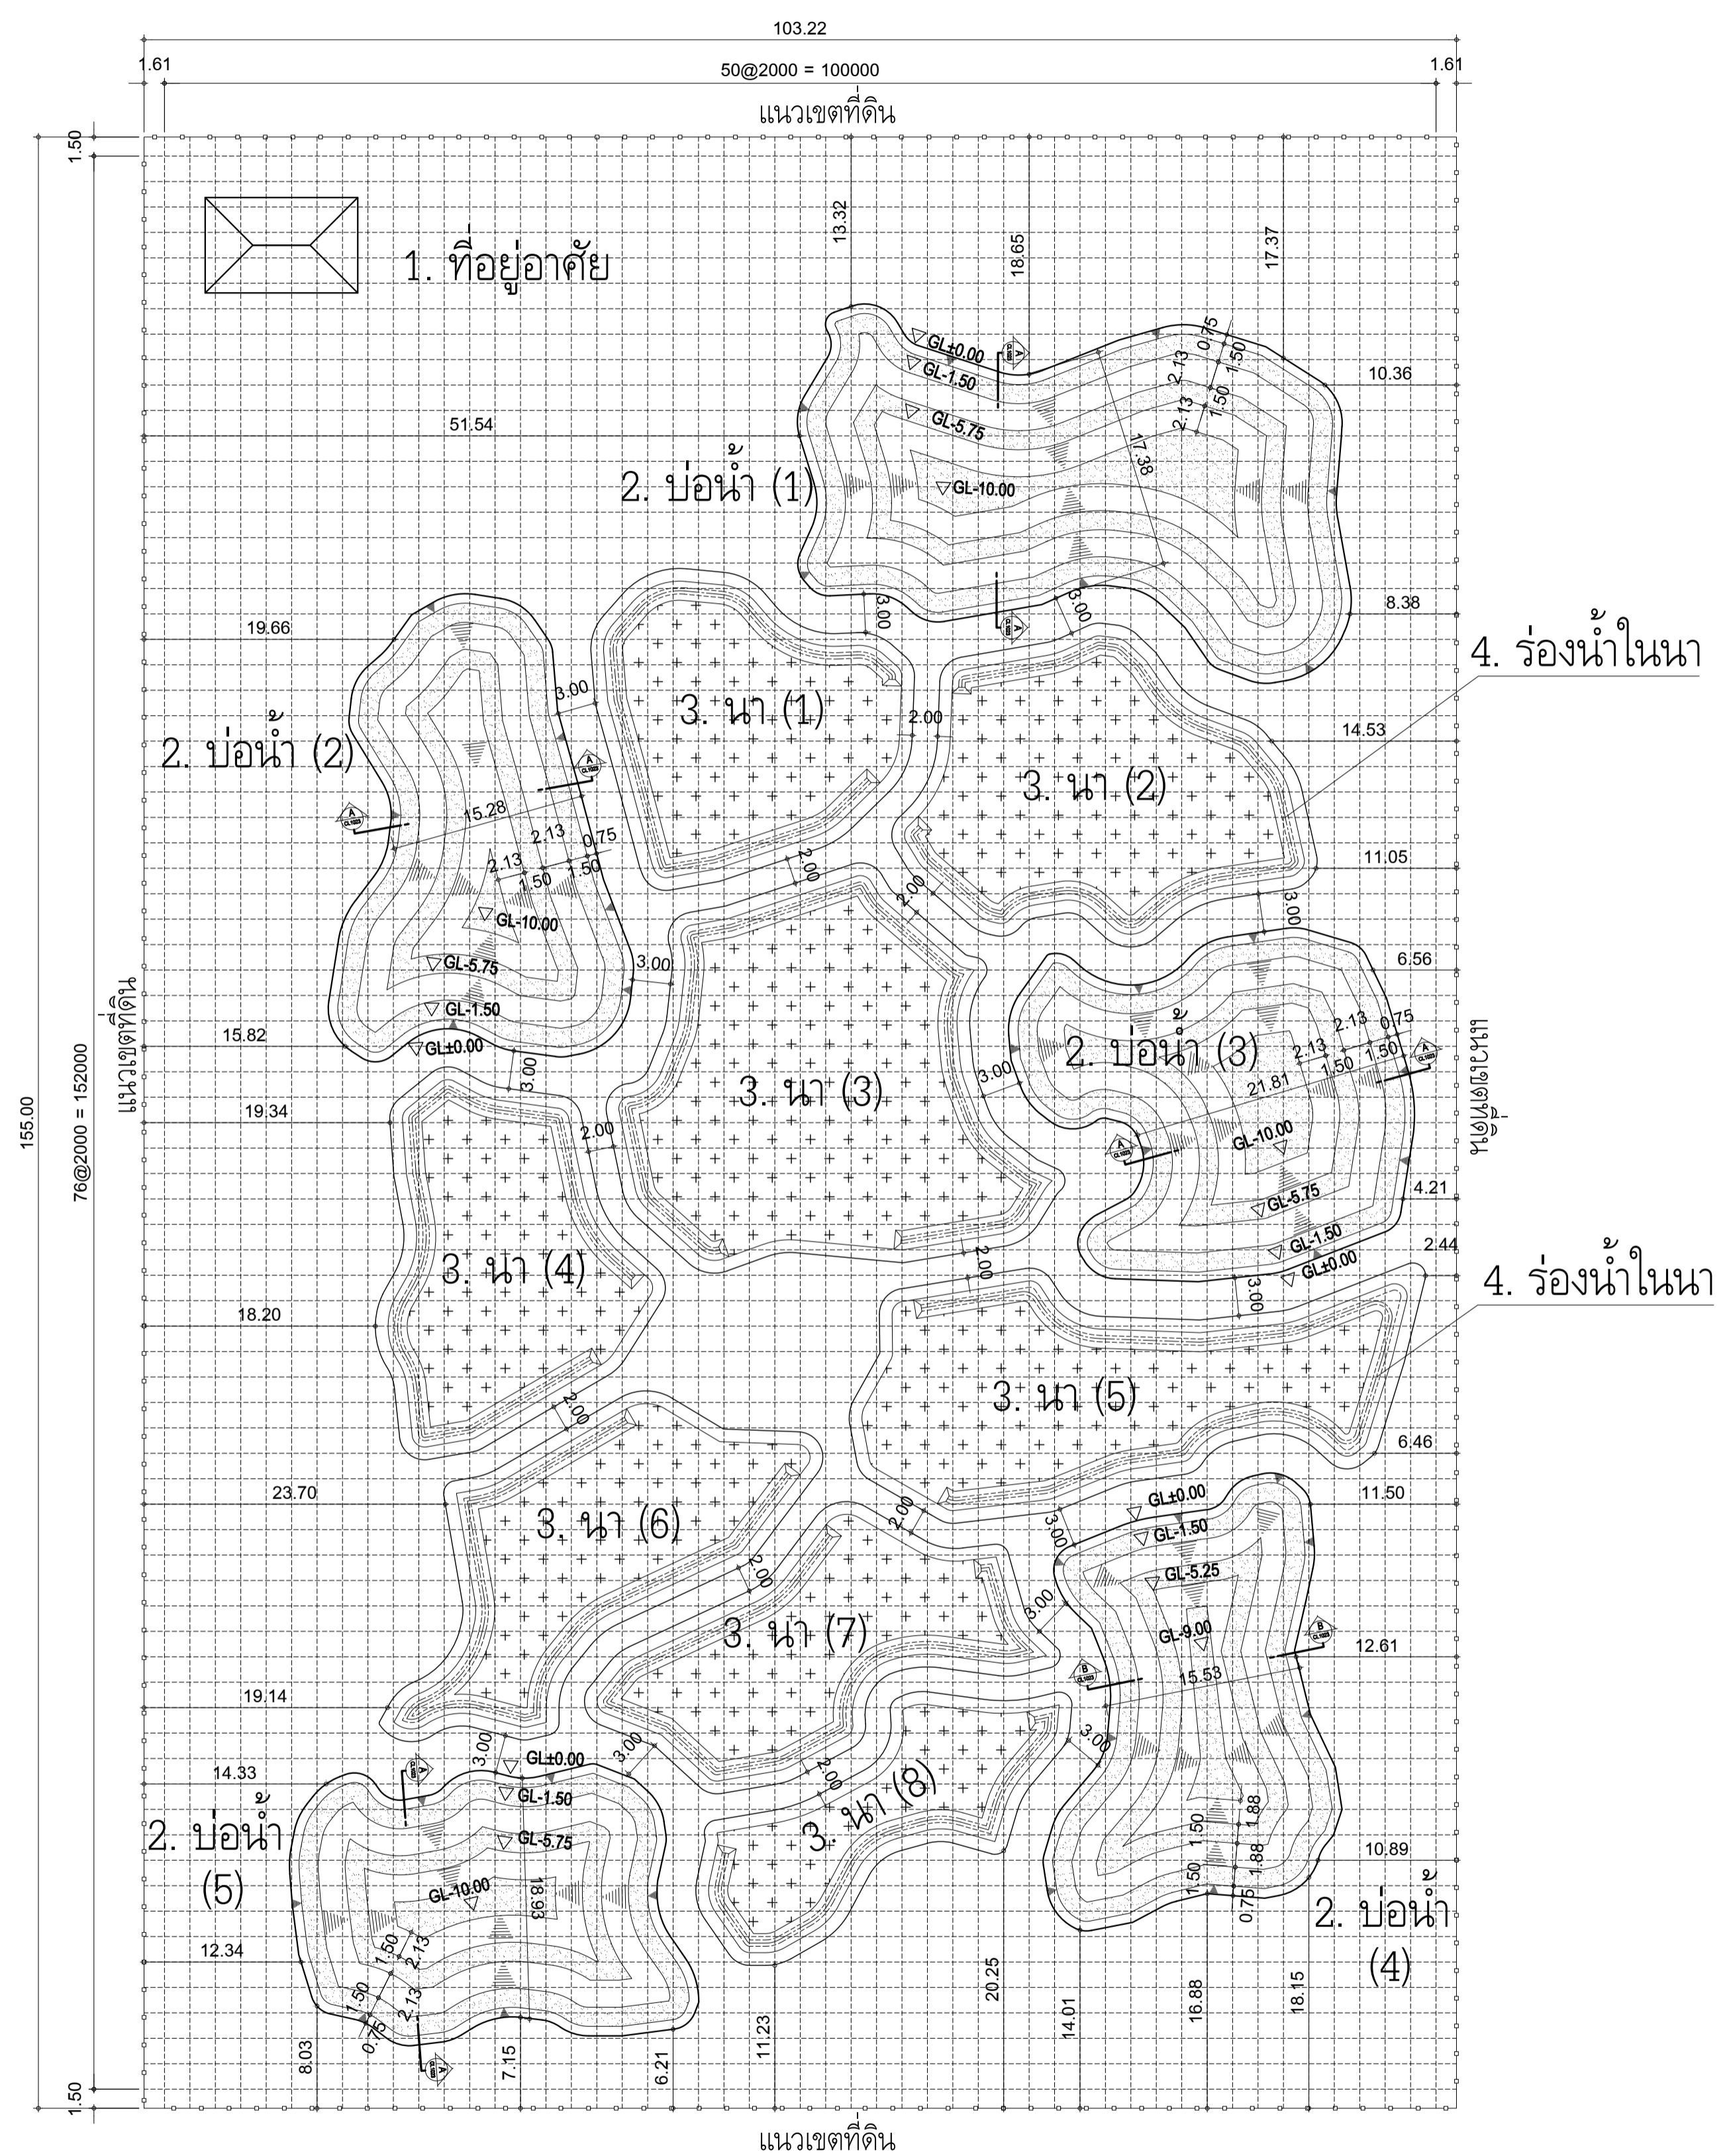 103.22
1.61
50@2000 = 100000
1.61
แนวเขตที่ดิน
1.50
13.32
18.65
17.37
1. ที่อยู่อาศัย
GL±0.00
GL-1.50
GL-5.75
GL-10.00
A
0.75
1.50
2.13
1.50
2.13
10.36
17.38
51.54
2. บ่อน้ำ (1)
3.00
3.00
A
8.38
4. ร่องน้ำในนา
19.66
3.00
3. นา (1)
2.00
14.53
2. บ่อน้ำ (2)
A
CL1023
A
CL1023
3. นา (2)
15.28
2.13
0.75
2.13
1.50
1.50
2.00
2.00
11.05
GL-10.00
3.00
GL-5.75
3.00
6.56
GL-1.50
GL±0.00
15.82
3.00
แนวเขตที่ดิน
76@2000 = 152000
155.00
2. บ่อน้ำ (3)
2.13
0.75
2.13
1.50
1.50
21.81
A
CL1023
แนวเขตที่ดิน
3.00
3. นา (3)
19.34
2.00
A
CL1023
GL-10.00
GL-5.75
4.21
GL-1.50
GL±0.00
2.44
2.00
3.00
4. ร่องน้ำในนา
3. นา (4)
18.20
2.00
3. นา (5)
6.46
23.70
3. นา (6)
2.00
GL±0.00
11.50
GL-1.50
3.00
GL-5.25
2.00
3.00
3. นา (7)
GL-9.00
B
CL1023
12.61
B
CL1023
15.53
19.14
3.00
3.00
3.00
GL±0.00
A
14.33
GL-1.50
2.00
3. นา (8)
2. บ่อน้ำ
(5)
GL-5.75
1.50
1.88
1.88
1.50
0.75
10.89
GL-10.00
18.93
2. บ่อน้ำ
(4)
12.34
1.50
2.13
1.50
2.13
0.75
A
8.03
7.15
6.21
11.23
20.25
14.01
16.88
18.15
1.50
แนวเขตที่ดิน